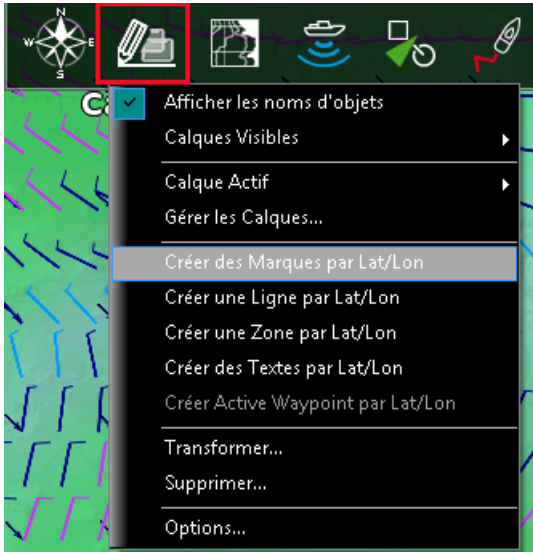 N
W E
S
Ca
Afficher les noms d'objets
Calques Visibles
Calque Actif
Gérer les Calques...
Créer des Marques par Lat/Lon
Créer une Ligne par Lat/Lon
Créer une Zone par Lat/Lon
Créer des Textes par Lat/Lon
Créer Active Waypoint par Lat/Lon
Transformer...
Supprimer...
Options...